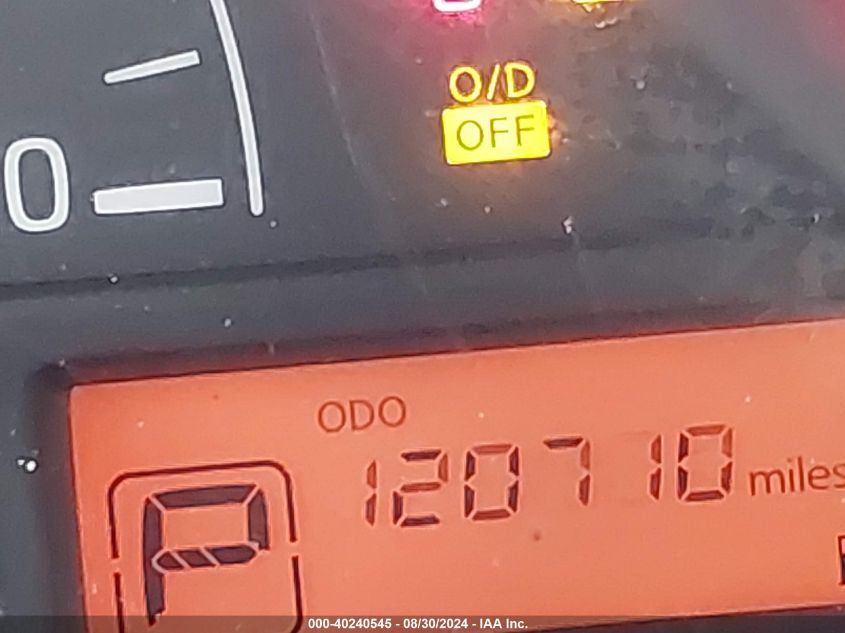 O/D
OFF
0
ODO
120710 miles
P
000-40240545 - 08/30/2024 - IAA Inc.